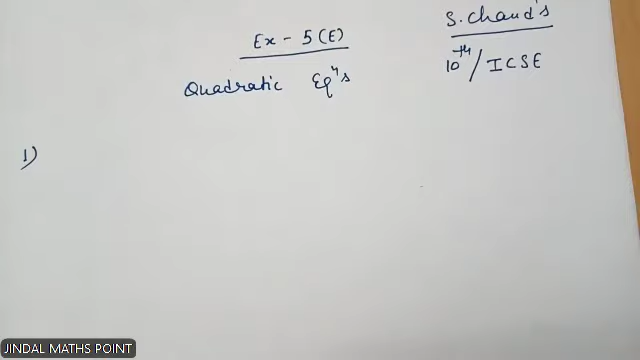 Ex - 5(E)
S. Chand's
10th / ICSE
Quadratic Eqns
1)
JINDAL MATHS POINT